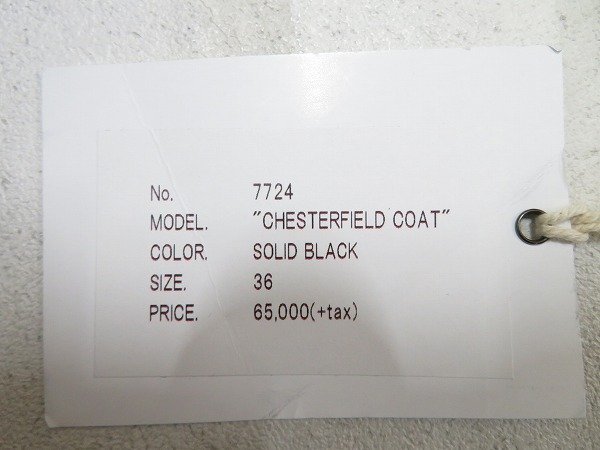 No. 7724
MODEL. "CHESTERFIELD COAT"
COLOR. SOLID BLACK
SIZE. 36
PRICE. 65,000(+tax)